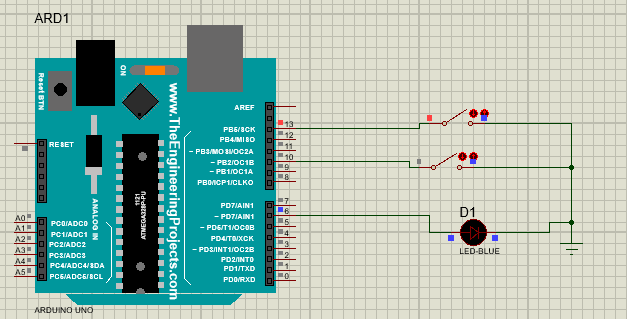 ARD1
Reset BTN
ON
www.TheEngineeringProjects.com
AREF
PB5/SCK 13
PB4/MISO 12
~ PB3/MOSI/OC2A 11
~ PB2/OC1B 10
~ PB1/OC1A 9
PB0/ICP1/CLKO 8
RESET
1121
ATMEGA328P-PU
ANALOG IN
PD7/AIN1 7
~ PD7/AIN1 6
~ PD5/T1/OC0B 5
PD4/T0/XCK 4
~ PD3/INT1/OC2B 3
PD2/INT0 2
PD1/TXD 1
PD0/RXD 0
A0 PC0/ADC0
A1 PC1/ADC1
A2 PC2/ADC2
A3 PC3/ADC3
A4 PC4/ADC4/SDA
A5 PC5/ADC5/SCL
D1
LED-BLUE
ARDUINO UNO